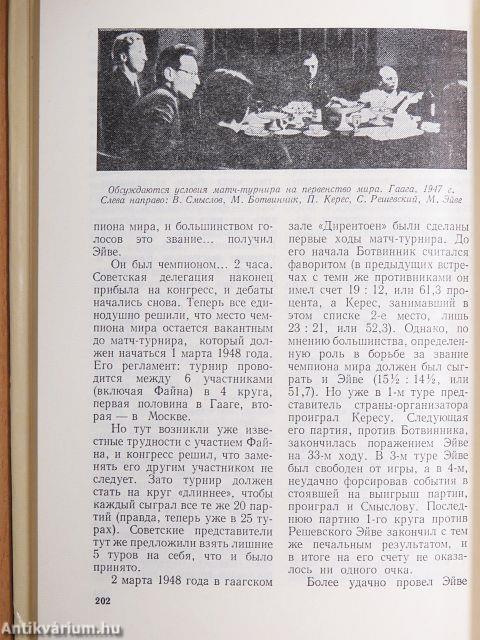 Обсуждаются условия матч-турнира на первенство мира. Гаага, 1947 г.
Слева направо: В. Смыслов, М. Ботвинник, П. Керес, С. Решевский, М. Эйве
пиона мира, и большинством го-
лосов это звание... получил
Эйве.
Он был чемпионом... 2 часа.
Советская делегация наконец
прибыла на конгресс, и дебаты
начались снова. Теперь все еди-
нодушно решили, что место чем-
пиона мира остается вакантным
до матч-турнира, который дол-
жен начаться 1 марта 1948 года.
Его регламент: турнир прово-
дится между 6 участниками
(включая Файна) в 4 круга,
первая половина в Гааге, вто-
рая — в Москве.
Но тут возникли уже известные
трудности с участием Фай-
на, и конгресс решил, что заме-
нять его другим участником не
следует. Зато турнир должен
стать на круг «длиннее», чтобы
каждый сыграл все те же 20 пар-
тий (правда, теперь уже в 25 ту-
рах). Советские представители
тут же предложили взять лишние
5 туров на себя, что и было
принято.
2 марта 1948 года в гаагском
зале «Дирентоен» были сделаны
первые ходы матч-турнира. До
его начала Ботвинник считался
фаворитом (в предыдущих встре-
чах с теми же противниками он
имел счет 19 : 12, или 61,3 про-
цента, а Керес, занимавший в
этом списке 2-е место, лишь
23 : 21, или 52,3). Однако, по
мнению большинства, определен-
ную роль в борьбе за звание
чемпиона мира должен был сыг-
рать и Эйве (15½ : 14½, или
51,7). Но уже в 1-м туре пред-
ставитель страны-организатора
проиграл Кересу. Следующая
его партия, против Ботвинника,
закончилась поражением Эйве
на 33-м ходу. В 3-м туре Эйве
был свободен от игры, а в 4-м,
неудачно форсировав события в
стоявшей на выигрыш партии,
проиграл и Смыслову. Послед-
нюю партию 1-го круга против
Решевского Эйве закончил с тем
же печальным результатом, и
в итоге на его счету не оказа-
лось ни одного очка.
Более удачно провел Эйве
202
Antikvárium.hu